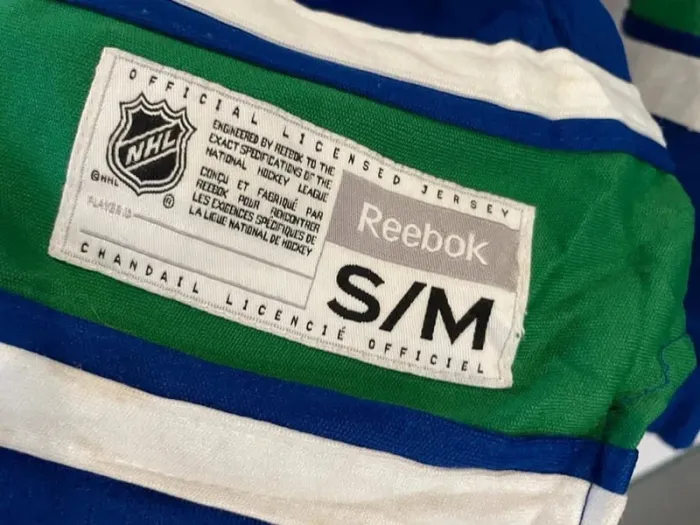 OFFICIAL LICENSED JERSEY
NHL
©NHL
ENGINEERED BY REEBOK TO THE
EXACT SPECIFICATIONS OF THE
NATIONAL HOCKEY LEAGUE
CONÇU ET FABRIQUÉ PAR
REEBOK POUR RENCONTRER
LES EXIGENCES SPÉCIFIQUES DE
LA LIGUE NATIONAL DE HOCKEY
PLAYER ID
Reebok
S/M
CHANDAIL LICENCIÉ OFFICIEL